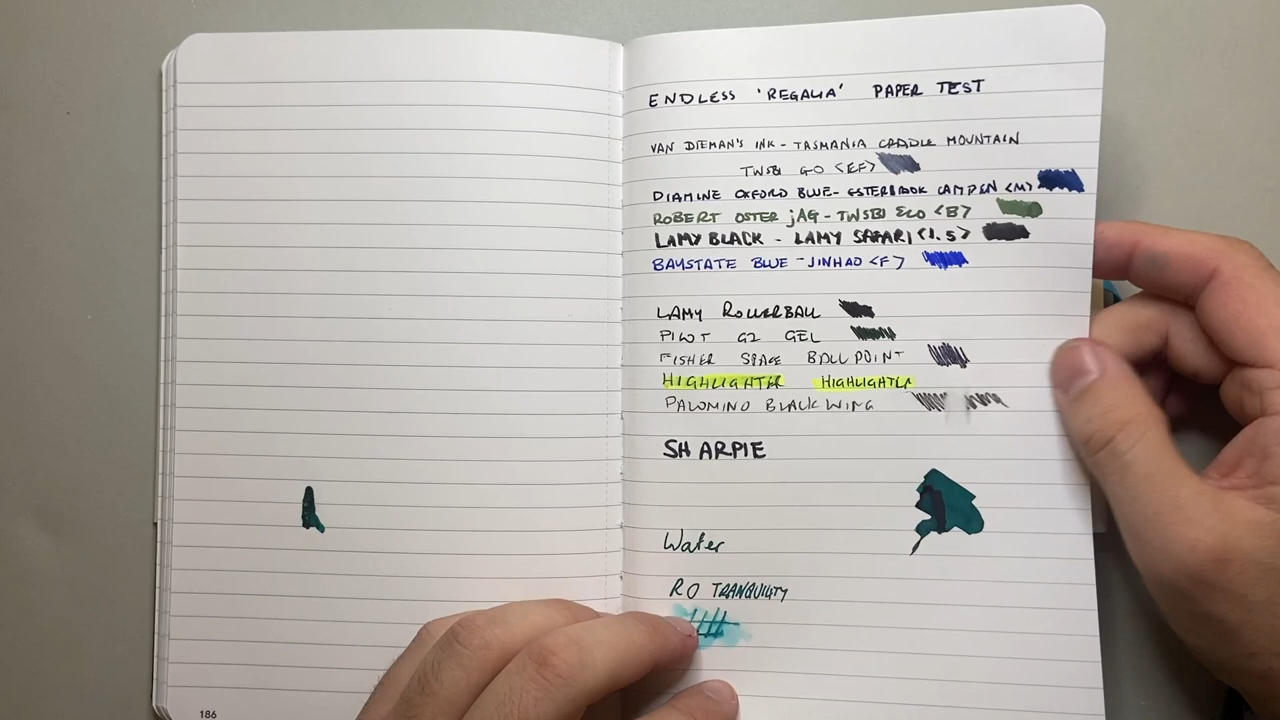 ENDLESS 'REGALIA' PAPER TEST
VAN DIEMAN'S INK - TASMANIA CRADLE MOUNTAIN
TWSBI GO <EF>
DIAMINE OXFORD BLUE - ESTERBROOK CAMDEN <M>
ROBERT OSTER JAG - TWSBI ECO <B>
LAMY BLACK - LAMY SAFARI <1.5>
BAYSTATE BLUE - JINHAO <F>
LAMY ROLLERBALL
PILOT G2 GEL
FISHER SPACE BALLPOINT
HIGHLIGHTER HIGHLIGHTER
PALOMINO BLACKWING
SHARPIE
Water
RO TRANQUILITY
186